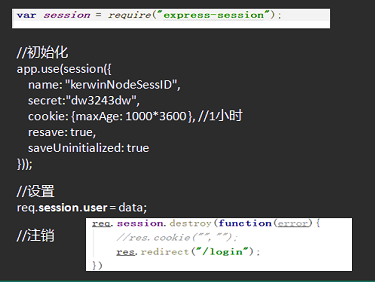 var session = require("express-session");
//初始化
app.use(session({
name: "kerwinNodeSessID",
secret:"dw3243dw",
cookie: {maxAge: 1000*3600 }, //1小时
resave: true,
saveUninitialized: true
}));
//设置
req.session.user = data;
//注销
req.session.destroy(function(error){
//res.cookie("","");
res.redirect("/login");
})